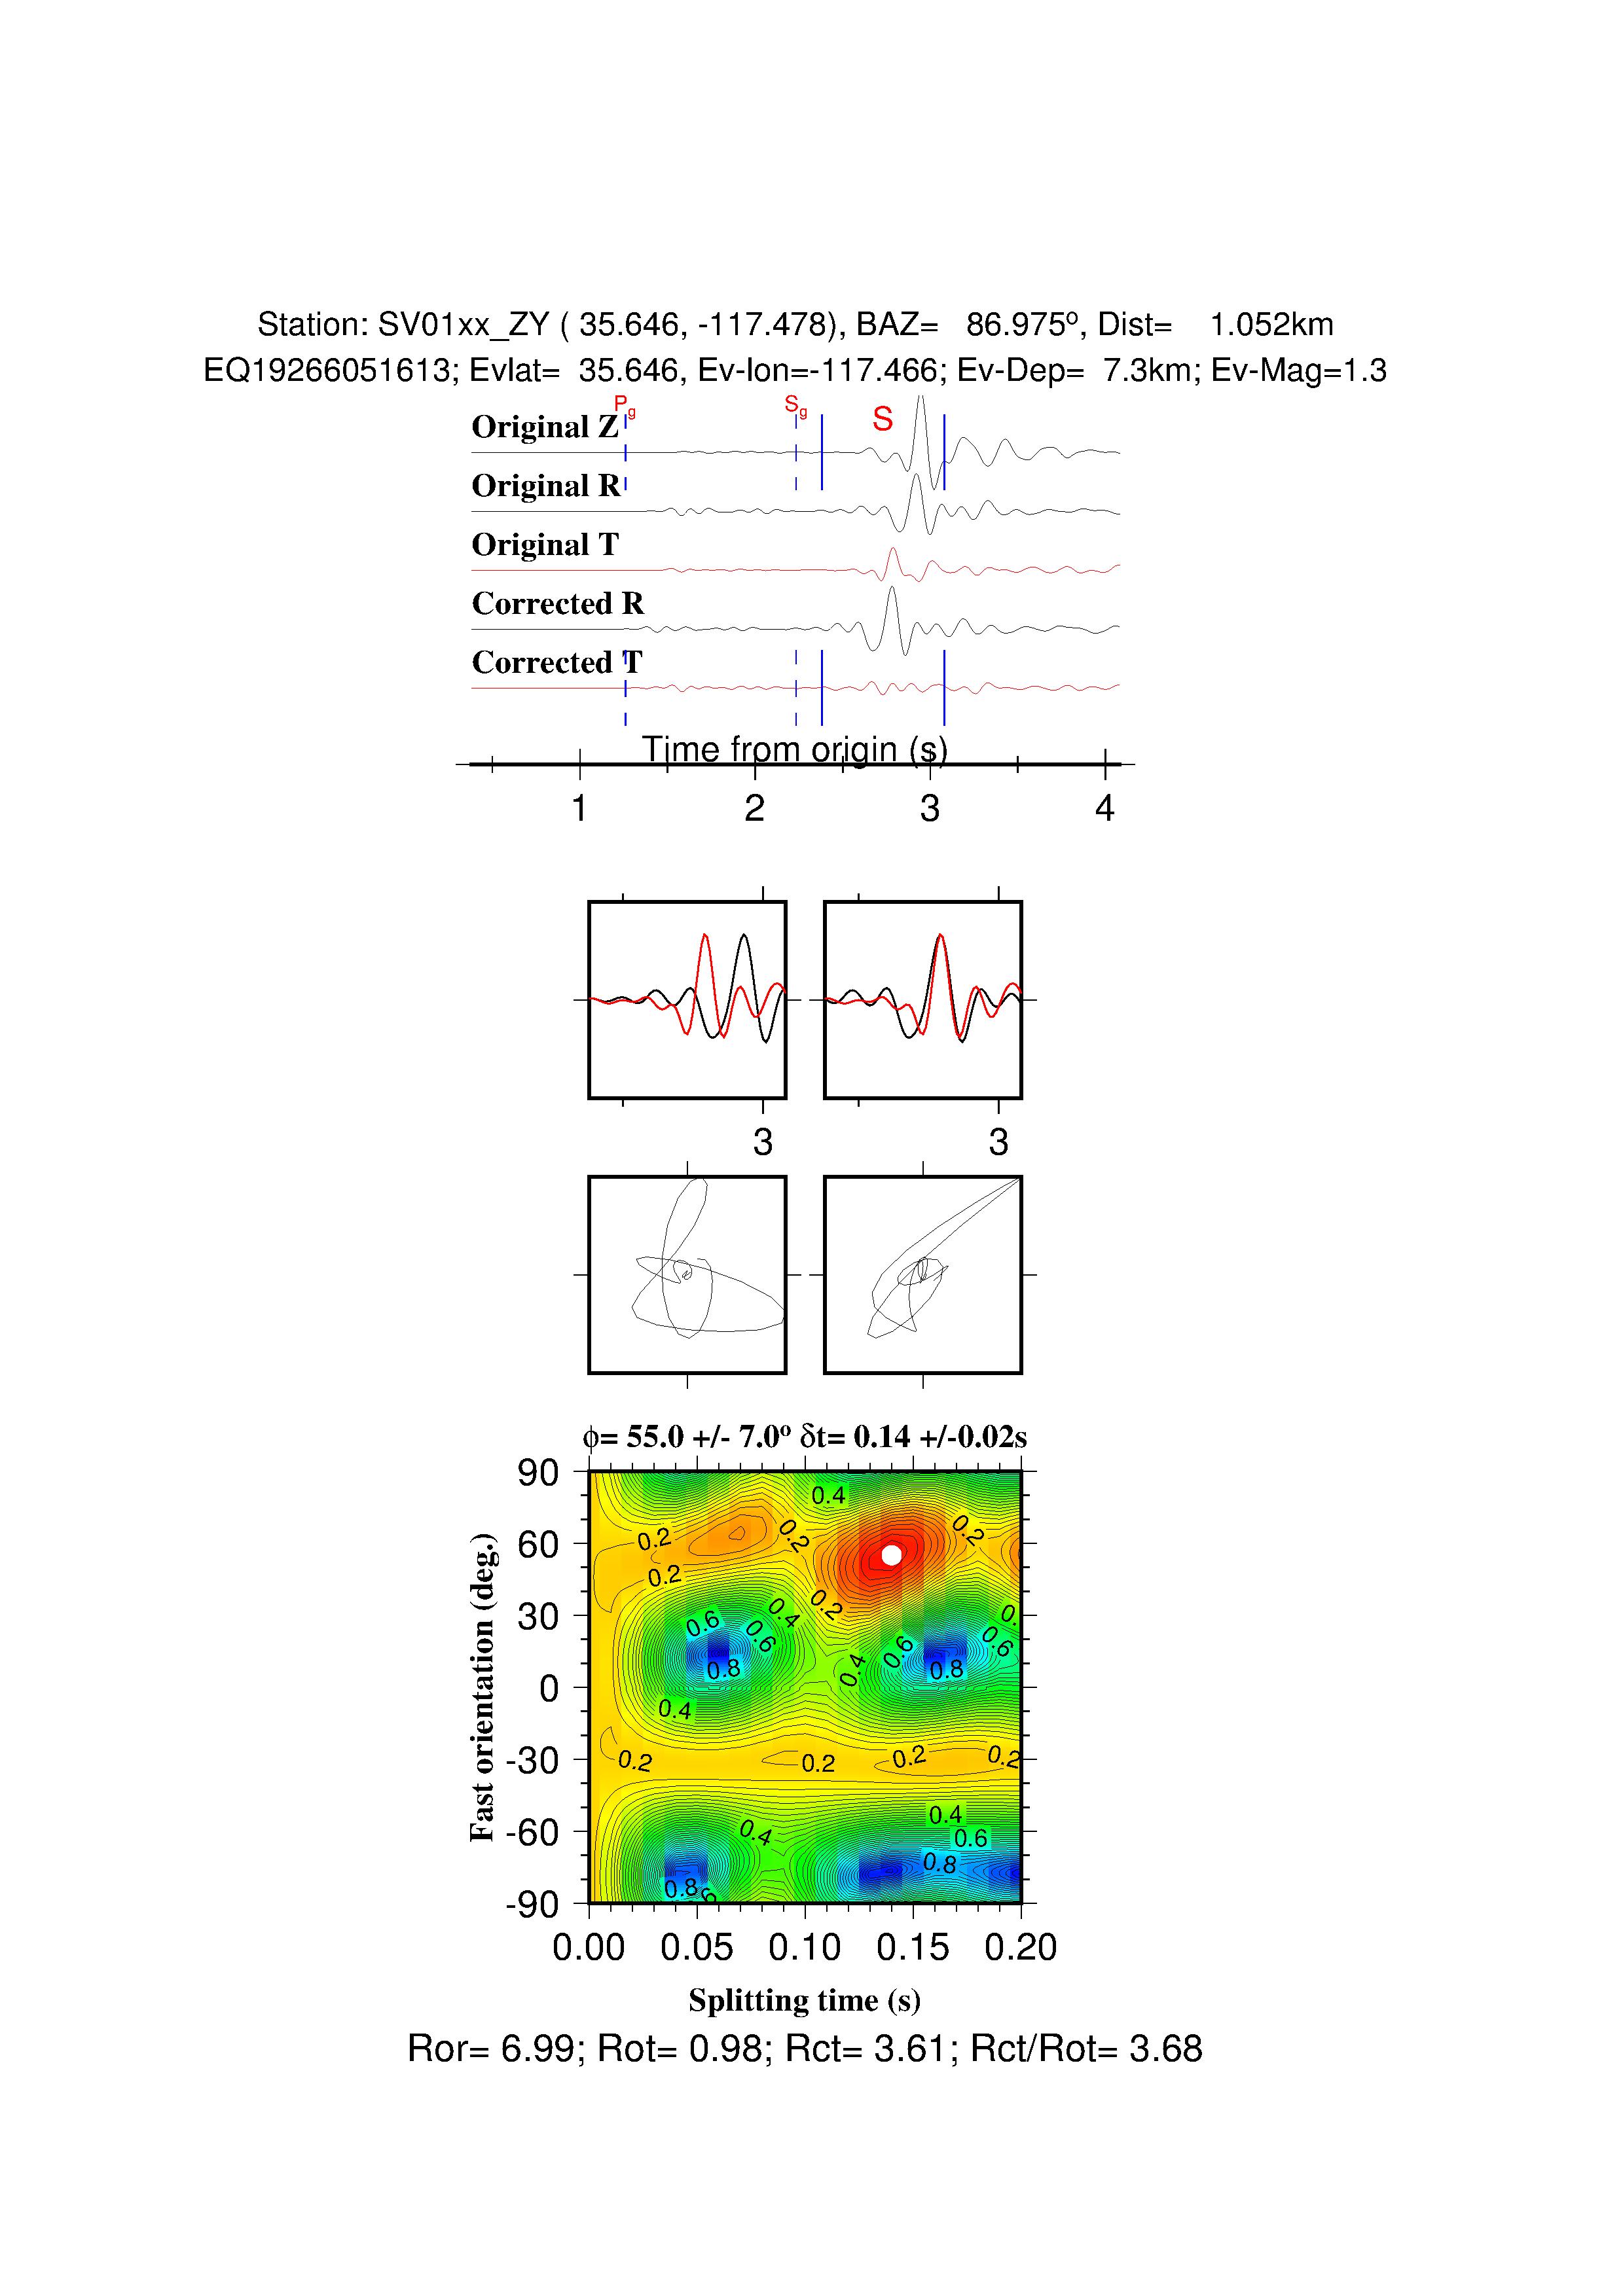 Station: SV01xx_ZY ( 35.646, -117.478), BAZ= 86.975º, Dist= 1.052km
EQ19266051613; Evlat= 35.646, Ev-lon=-117.466; Ev-Dep= 7.3km; Ev-Mag=1.3
Pg Sg S
Original Z
Original R
Original T
Corrected R
Corrected T
Time from origin (s)
1 2 3 4
3 3
ϕ= 55.0 +/- 7.0º δt= 0.14 +/-0.02s
Fast orientation (deg.)
90
60
30
0
-30
-60
-90
0.4
0.2 0.2 0.2
0.2
0.2
0.6 0.4 0.6 0.8
0.4 0.6 0.8 0.6 0.
0.4
0.2 0.2 0.2 0.2
0.4
0.4 0.6
0.8
0.8 6
0.00 0.05 0.10 0.15 0.20
Splitting time (s)
Ror= 6.99; Rot= 0.98; Rct= 3.61; Rct/Rot= 3.68